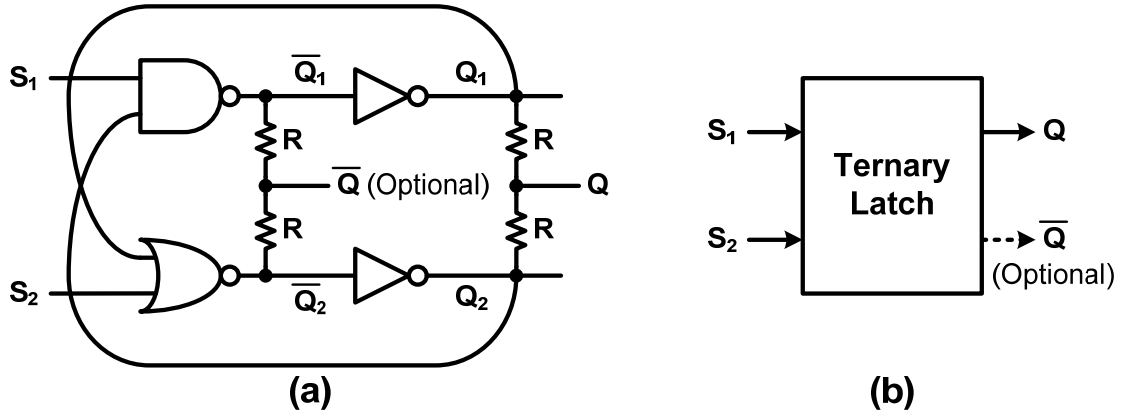 S₁
S₂
Q̅₁
Q₁
R
R
Q̅ (Optional)
Q
R
R
Q̅₂
Q₂
(a)
S₁
S₂
Ternary
Latch
Q
Q̅
(Optional)
(b)